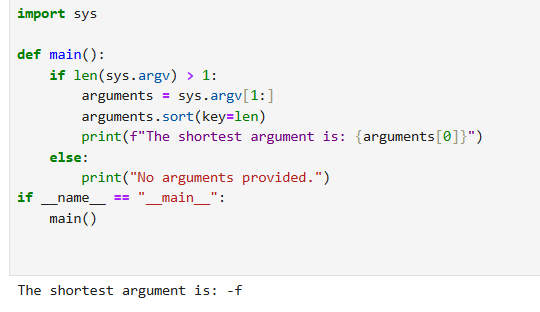 import sys

def main():
    if len(sys.argv) > 1:
        arguments = sys.argv[1:]
        arguments.sort(key=len)
        print(f"The shortest argument is: {arguments[0]}")
    else:
        print("No arguments provided.")
if __name__ == "__main__":
    main()

The shortest argument is: -f